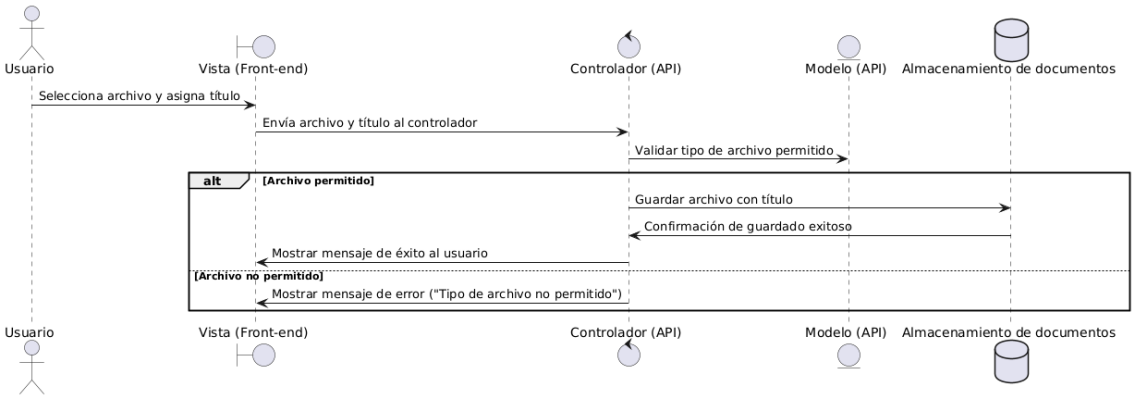 Usuario
Vista (Front-end)
Controlador (API)
Modelo (API)
Almacenamiento de documentos
Selecciona archivo y asigna título
Envía archivo y título al controlador
Validar tipo de archivo permitido
alt
[Archivo permitido]
Guardar archivo con título
Confirmación de guardado exitoso
Mostrar mensaje de éxito al usuario
[Archivo no permitido]
Mostrar mensaje de error ("Tipo de archivo no permitido")
Usuario
Vista (Front-end)
Controlador (API)
Modelo (API)
Almacenamiento de documentos